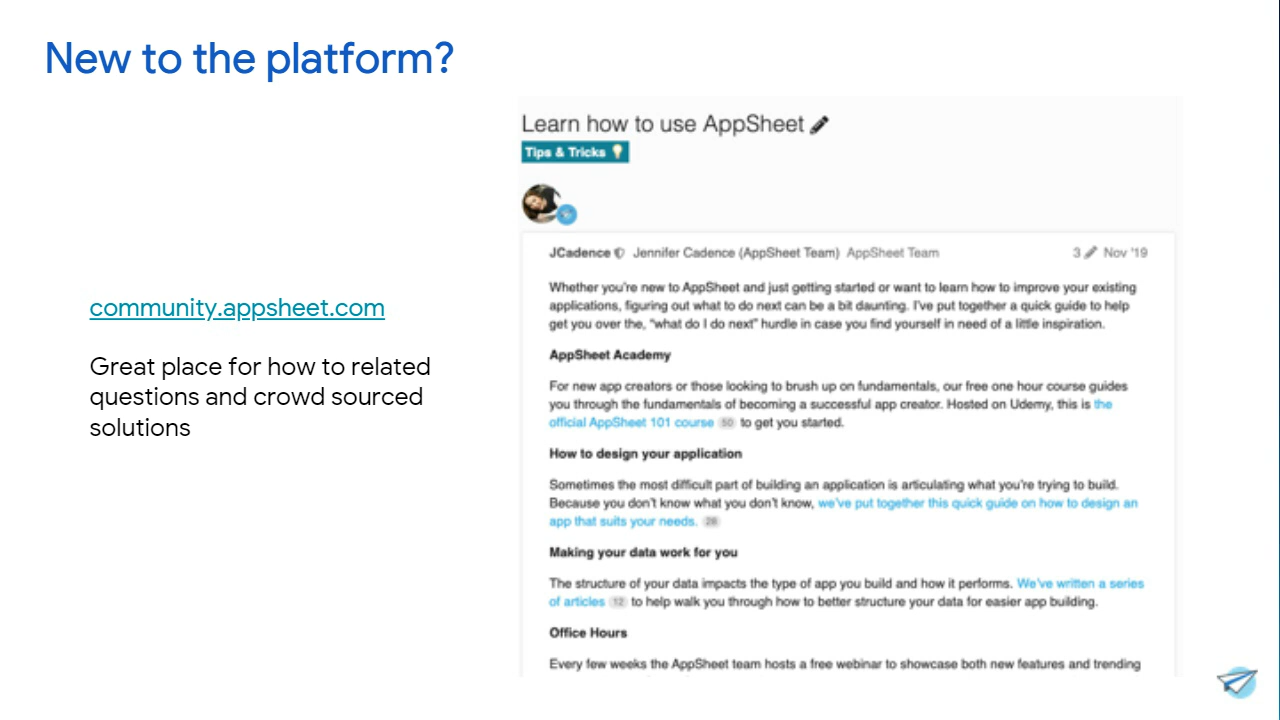 New to the platform?
community.appsheet.com
Great place for how to related
questions and crowd sourced
solutions
Learn how to use AppSheet
Tips & Tricks
JCadence Jennifer Cadence (AppSheet Team) AppSheet Team 3 Nov '19
Whether you're new to AppSheet and just getting started or want to learn how to improve your existing
applications, figuring out what to do next can be a bit daunting. I've put together a quick guide to help
get you over the, "what do I do next" hurdle in case you find yourself in need of a little inspiration.
AppSheet Academy
For new app creators or those looking to brush up on fundamentals, our free one hour course guides
you through the fundamentals of becoming a successful app creator. Hosted on Udemy, this is the
official AppSheet 101 course 50 to get you started.
How to design your application
Sometimes the most difficult part of building an application is articulating what you're trying to build.
Because you don't know what you don't know, we've put together this quick guide on how to design an
app that suits your needs. 28
Making your data work for you
The structure of your data impacts the type of app you build and how it performs. We've written a series
of articles 12 to help walk you through how to better structure your data for easier app building.
Office Hours
Every few weeks the AppSheet team hosts a free webinar to showcase both new features and trending